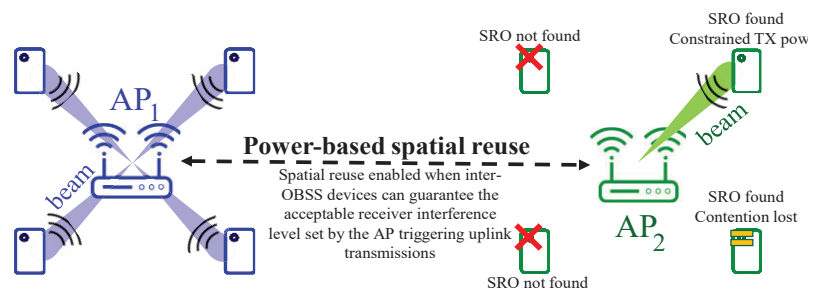 SRO not found
SRO found
Constrained TX pow
AP1
beam
Power-based spatial reuse
Spatial reuse enabled when inter-
OBSS devices can guarantee the
acceptable receiver interference
level set by the AP triggering uplink
transmissions
beam
AP2
SRO found
Contention lost
SRO not found